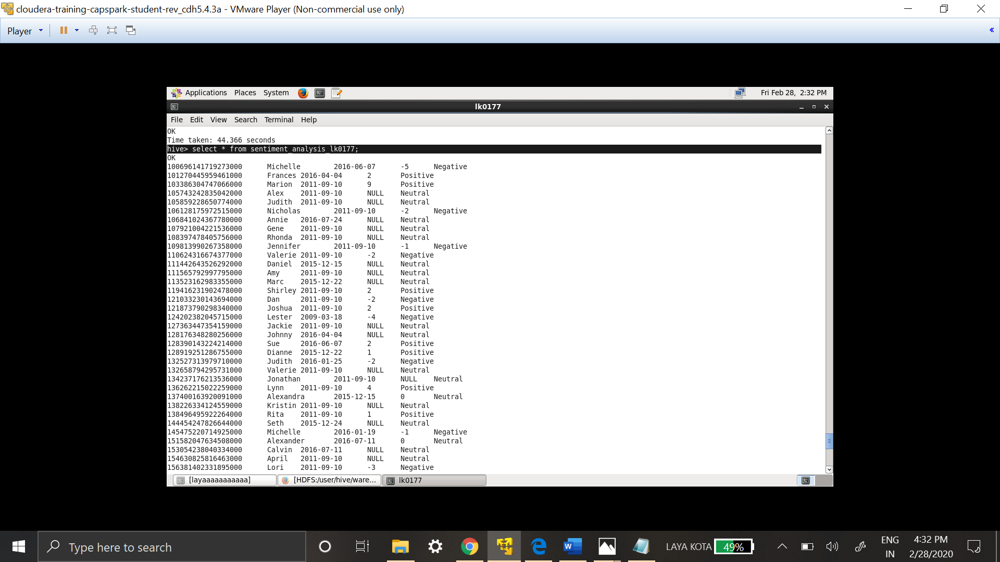 cloudera-training-capspark-student-rev_cdh5.4.3a - VMware Player (Non-commercial use only)
Player
Applications Places System Fri Feb 28, 2:32 PM
lk0177
File Edit View Search Terminal Help
OK
Time taken: 44.366 seconds
hive> select * from sentiment_analysis_lk0177;
OK
100696141719273000 Michelle 2016-06-07 -5 Negative
101270445959461000 Frances 2016-04-04 2 Positive
103386304747066000 Marion 2011-09-10 9 Positive
105743242835042000 Alex 2011-09-10 NULL Neutral
105859228650774000 Judith 2011-09-10 NULL Neutral
106128175972515000 Nicholas 2011-09-10 -2 Negative
106841024367780000 Annie 2016-07-24 NULL Neutral
107921004221536000 Gene 2011-09-10 NULL Neutral
108397478405756000 Rhonda 2011-09-10 NULL Neutral
109813990267358000 Jennifer 2011-09-10 -1 Negative
110624316674377000 Valerie 2011-09-10 -2 Negative
111442643526292000 Daniel 2015-12-15 NULL Neutral
111565792997795000 Amy 2011-09-10 NULL Neutral
113523162983355000 Marc 2015-12-22 NULL Neutral
119416231902478000 Shirley 2011-09-10 2 Positive
121033230143694000 Dan 2011-09-10 -2 Negative
121873790298340000 Joshua 2011-09-10 2 Positive
124202382045715000 Lester 2009-03-18 -4 Negative
127363447354159000 Jackie 2011-09-10 NULL Neutral
128176348280256000 Johnny 2016-04-04 NULL Neutral
128390143224214000 Sue 2016-06-07 2 Positive
128919251286755000 Dianne 2015-12-22 1 Positive
132527313979710000 Judith 2016-01-25 -2 Negative
132658794295731000 Valerie 2011-09-10 NULL Neutral
134237176213536000 Jonathan 2011-09-10 NULL Neutral
136262215022259000 Lynn 2011-09-10 4 Positive
137400163920091000 Alexandra 2015-12-15 0 Neutral
138226334124559000 Kristin 2011-09-10 NULL Neutral
138496495922264000 Rita 2011-09-10 1 Positive
144454247826644000 Seth 2015-12-24 NULL Neutral
145475220714925000 Michelle 2016-01-19 -1 Negative
151582047634508000 Alexander 2016-07-11 0 Neutral
153054238040334000 Calvin 2016-07-11 NULL Neutral
154630825816463000 April 2011-09-10 NULL Neutral
156381402331895000 Lori 2011-09-10 -3 Negative
[layaaaaaaaaaaa] [HDFS:/user/hive/ware... lk0177
Type here to search LAYA KOTA 49% ENG 4:32 PM
IN 2/28/2020